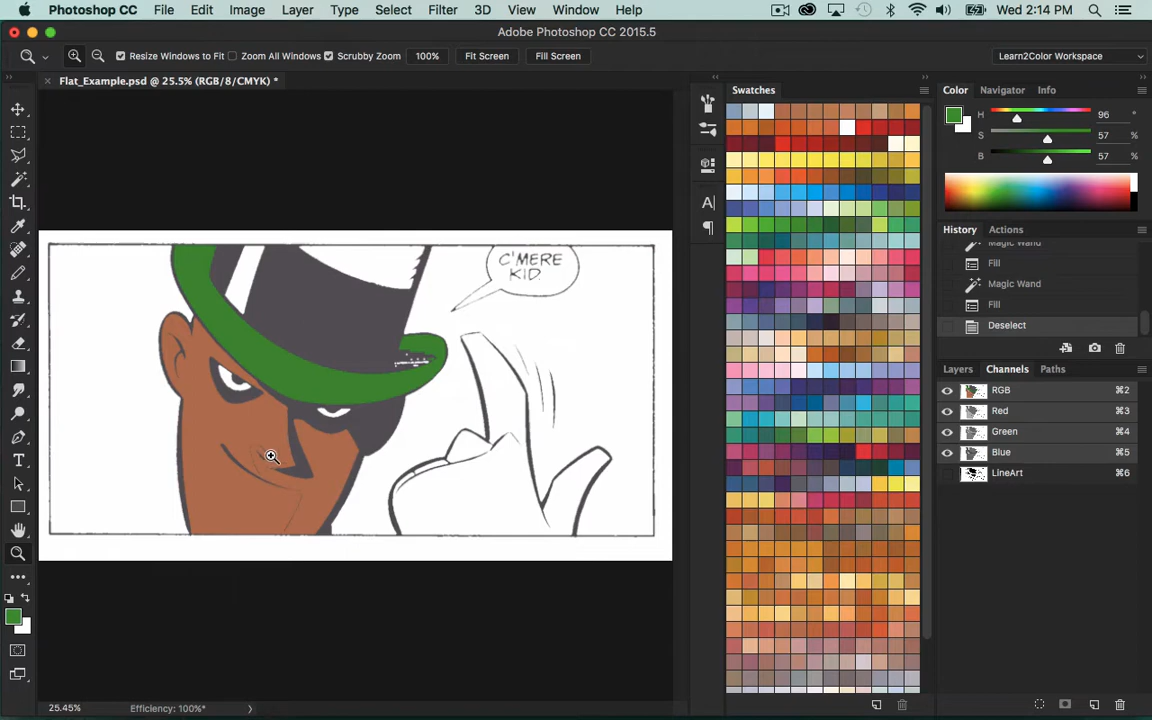 Photoshop CC File Edit Image Layer Type Select Filter 3D View Window Help Wed 2:14 PM
Adobe Photoshop CC 2015.5
Resize Windows to Fit Zoom All Windows Scrubby Zoom 100% Fit Screen Fill Screen Learn2Color Workspace
Flat_Example.psd @ 25.5% (RGB/8/CMYK) *
Swatches
Color Navigator Info
H 96 °
S 57 %
B 57 %
History Actions
Magic Wand
Fill
Magic Wand
Fill
Deselect
Layers Channels Paths
RGB ⌘2
Red ⌘3
Green ⌘4
Blue ⌘5
LineArt ⌘6
C'MERE
KID.
25.45% Efficiency: 100%*